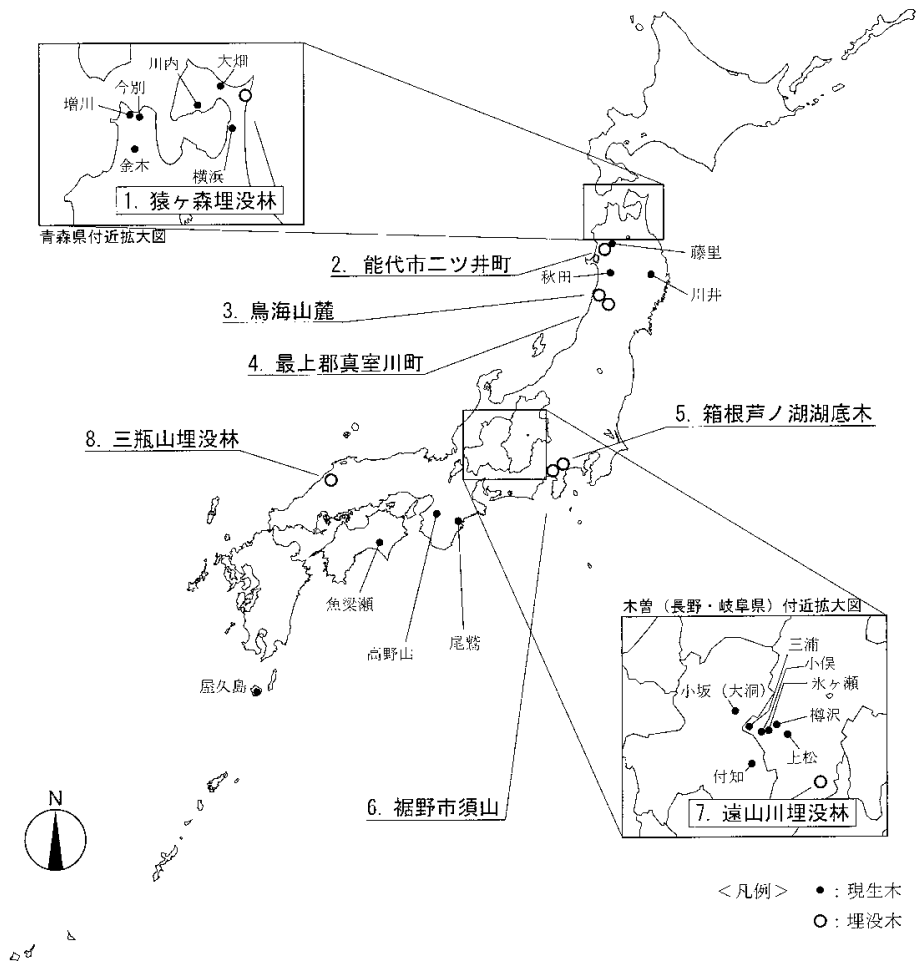 大畑
川内
今別
増川
金木
横浜
1. 猿ヶ森埋没林
青森県付近拡大図
藤里
2. 能代市二ツ井町
秋田
川井
3. 鳥海山麓
4. 最上郡真室川町
5. 箱根芦ノ湖湖底木
8. 三瓶山埋没林
魚梁瀬
高野山
尾鷲
屋久島
木曽（長野・岐阜県）付近拡大図
三浦
小俣
氷ヶ瀬
小坂（大洞）
樽沢
上松
付知
7. 遠山川埋没林
6. 裾野市須山
N
＜凡例＞ ●：現生木
○：埋没木